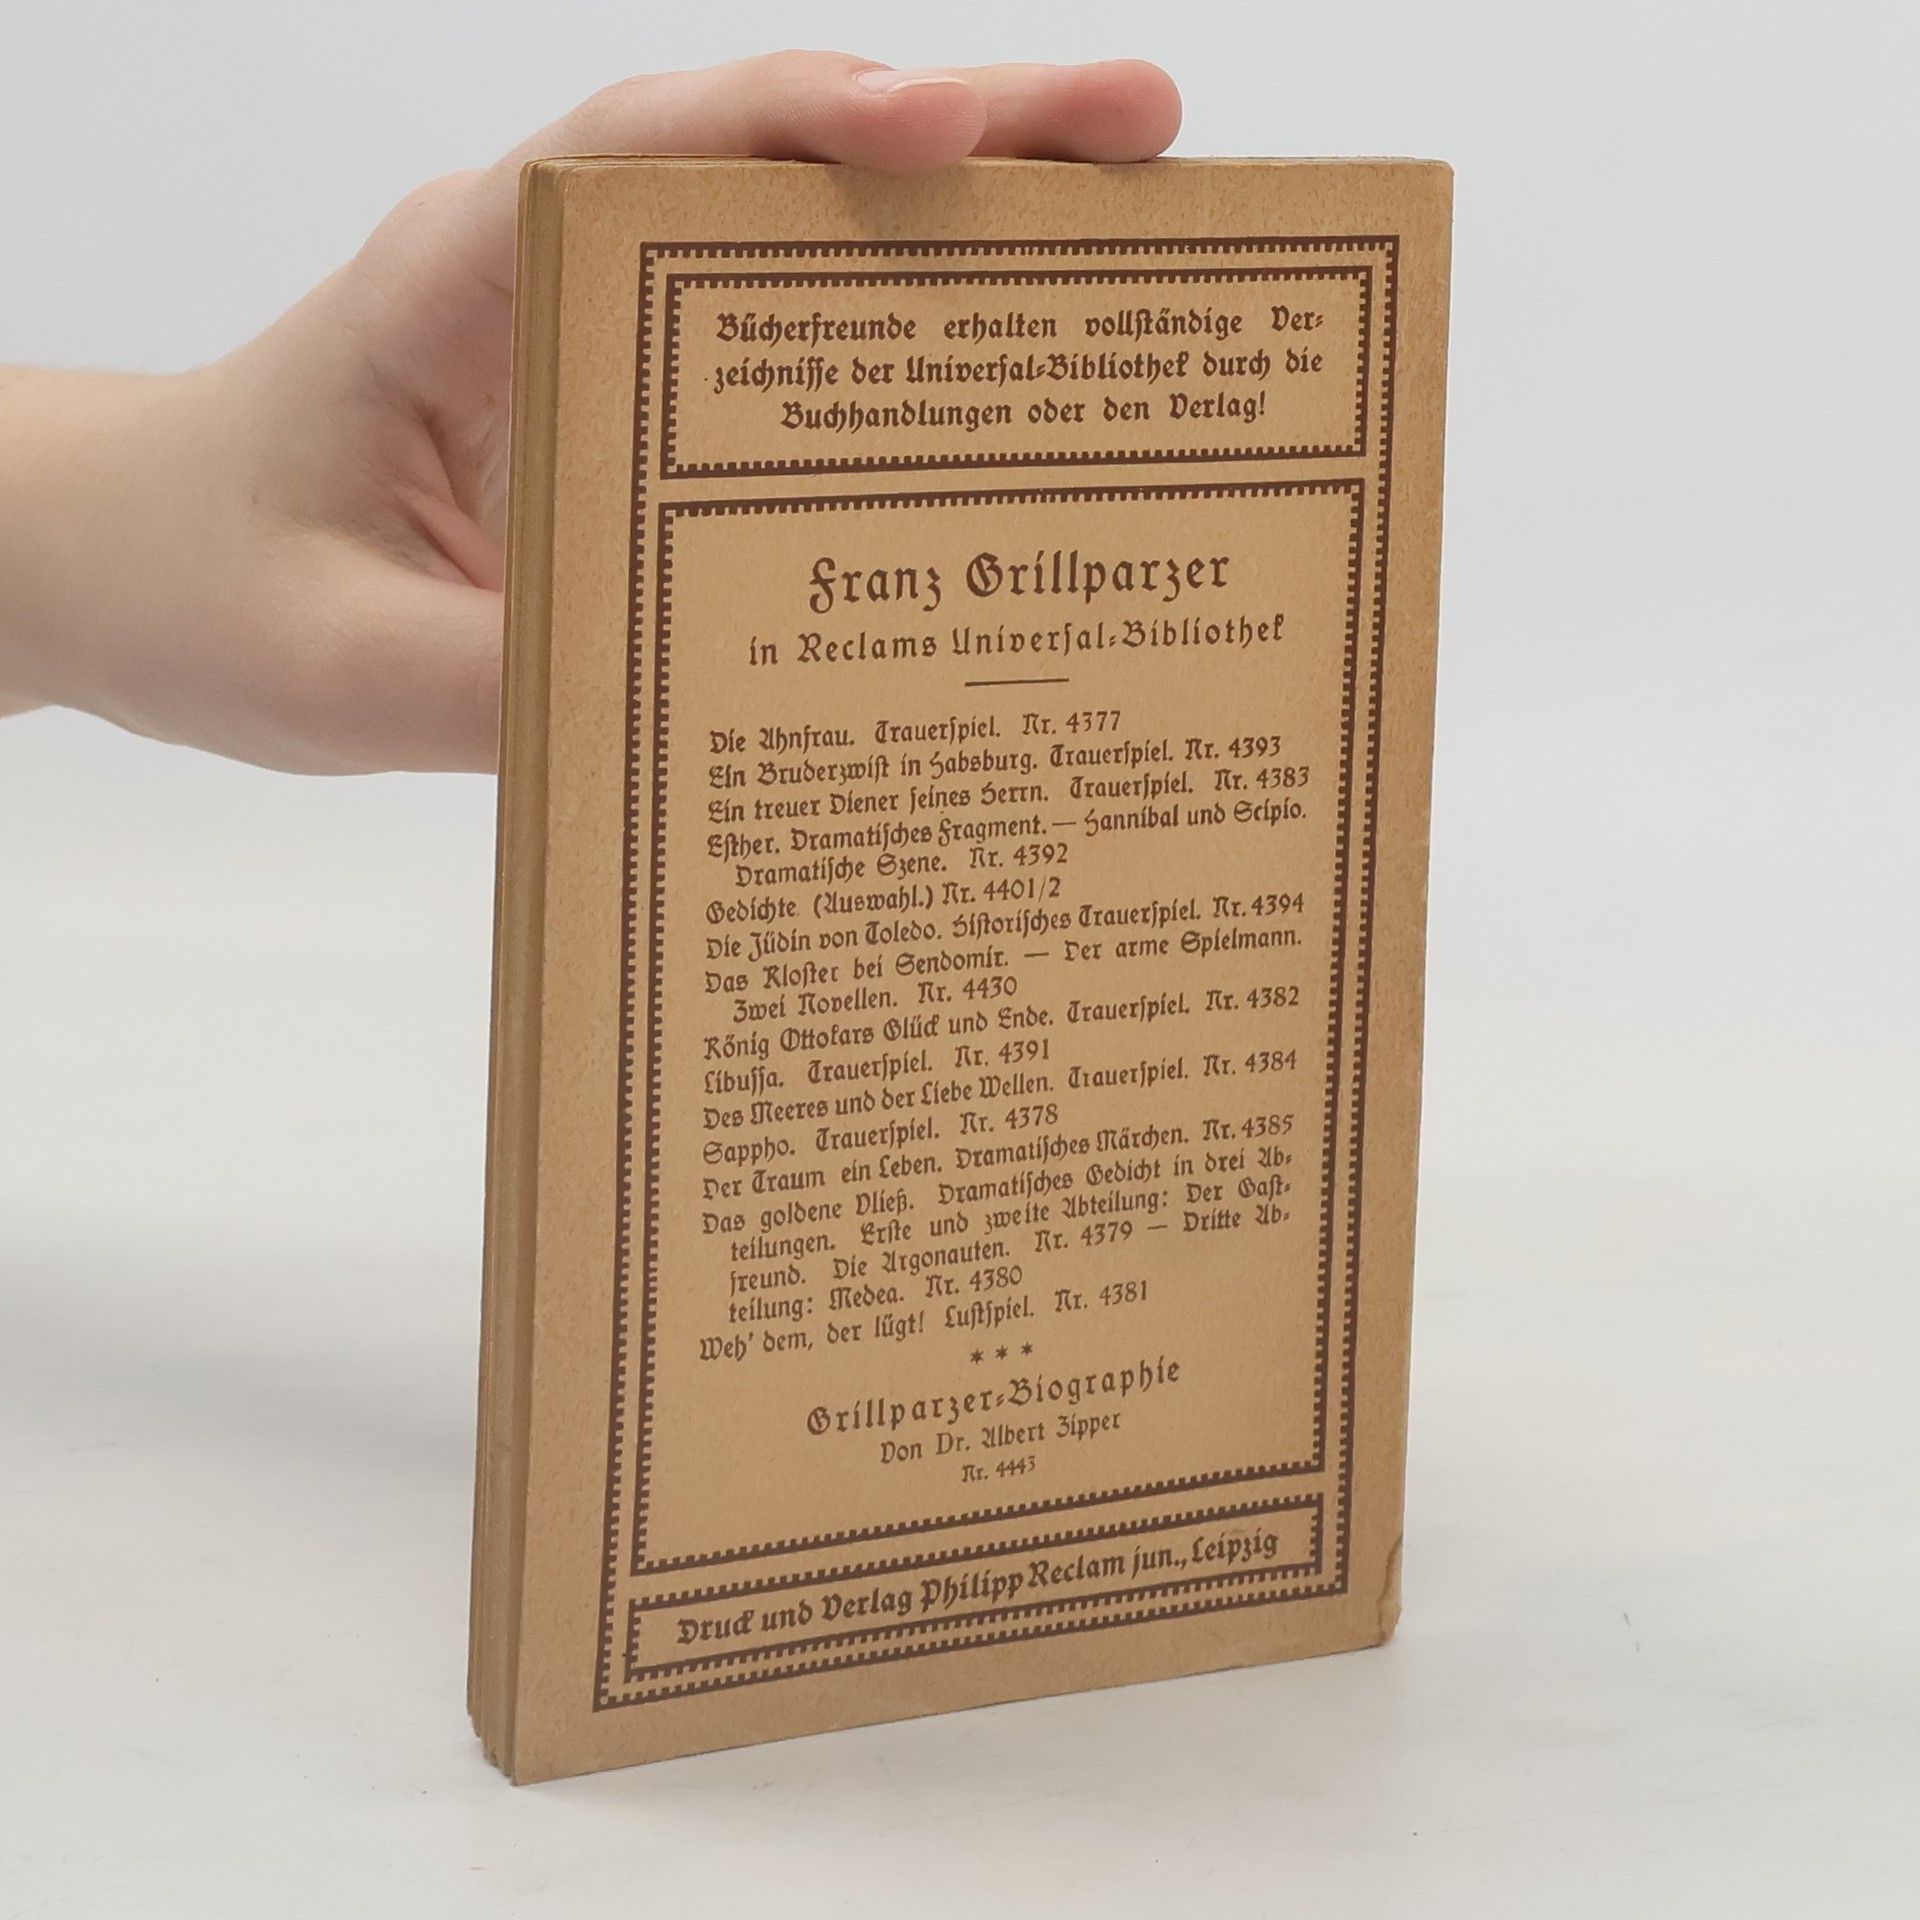 Bücherfreunde erhalten vollſtändige Ver⸗
zeichniſſe der Univerſal⸗Bibliothek durch die
Buchhandlungen oder den Verlag!
Franz Grillparzer
in Reclams Univerſal⸗Bibliothek
Die Ahnfrau. Trauerſpiel. Nr. 4377
Ein Bruderzwiſt in Habsburg. Trauerſpiel. Nr. 4393
Ein treuer Diener ſeines Herrn. Trauerſpiel. Nr. 4383
Eſther. Dramatiſches Fragment. — Hannibal und Scipio.
Dramatiſche Szene. Nr. 4392
Gedichte (Auswahl.) Nr. 4401/2
Die Jüdin von Toledo. Hiſtoriſches Trauerſpiel. Nr. 4394
Das Kloſter bei Sendomir. — Der arme Spielmann.
Zwei Novellen. Nr. 4430
König Ottokars Glück und Ende. Trauerſpiel. Nr. 4382
Libuſſa. Trauerſpiel. Nr. 4391
Des Meeres und der Liebe Wellen. Trauerſpiel. Nr. 4384
Sappho. Trauerſpiel. Nr. 4378
Der Traum ein Leben. Dramatiſches Märchen. Nr. 4385
Das goldene Vließ. Dramatiſches Gedicht in drei Ab⸗
teilungen. Erſte und zweite Abteilung: Der Gaſt⸗
freund. Die Argonauten. Nr. 4379 — Dritte Ab⸗
teilung: Medea. Nr. 4380
Weh' dem, der lügt! Luſtſpiel. Nr. 4381
* * *
Grillparzer⸗Biographie
Von Dr. Albert Zipper
Nr. 4443
Druck und Verlag Philipp Reclam jun., Leipzig